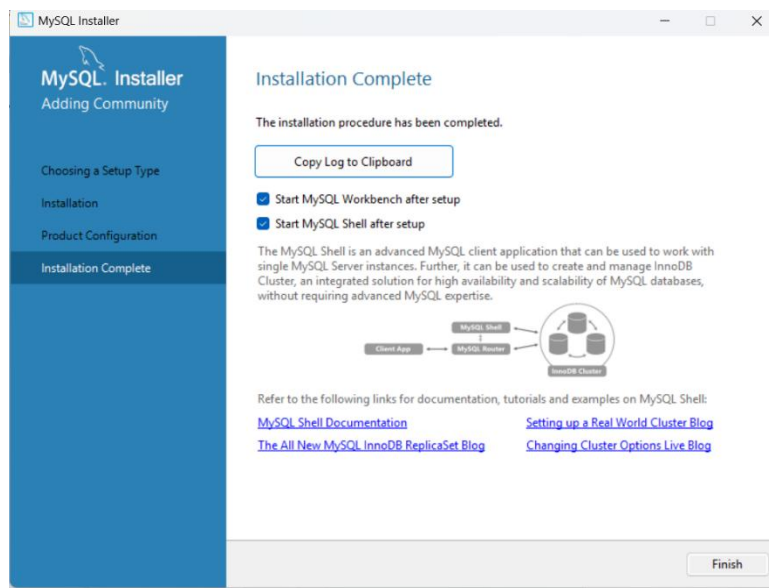 MySQL Installer
MySQL. Installer
Adding Community
Choosing a Setup Type
Installation
Product Configuration
Installation Complete
Installation Complete
The installation procedure has been completed.
Copy Log to Clipboard
Start MySQL Workbench after setup
Start MySQL Shell after setup
The MySQL Shell is an advanced MySQL client application that can be used to work with
single MySQL Server instances. Further, it can be used to create and manage InnoDB
Cluster, an integrated solution for high availability and scalability of MySQL databases,
without requiring advanced MySQL expertise.
MySQL Shell
Client App
MySQL Router
InnoDB Cluster
Refer to the following links for documentation, tutorials and examples on MySQL Shell:
MySQL Shell Documentation
Setting up a Real World Cluster Blog
The All New MySQL InnoDB ReplicaSet Blog
Changing Cluster Options Live Blog
Finish